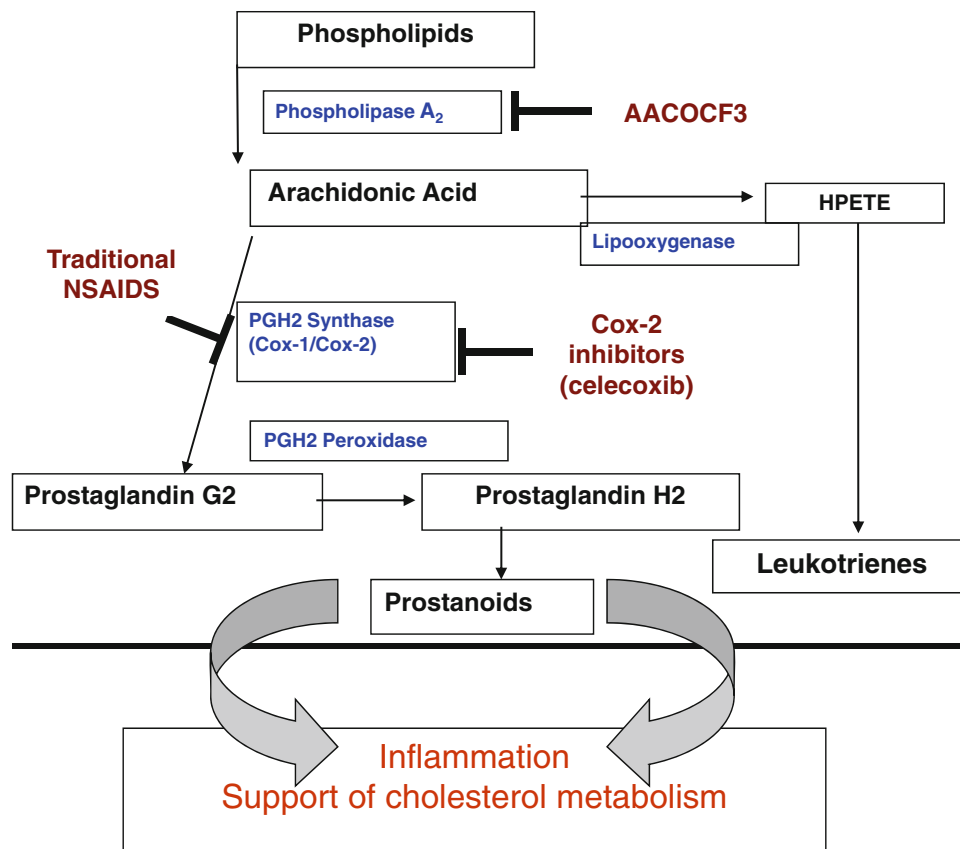 Phospholipids
Phospholipase A₂
AACOCF3
Arachidonic Acid
HPETE
Lipooxygenase
Traditional
NSAIDS
PGH2 Synthase
(Cox-1/Cox-2)
Cox-2
inhibitors
(celecoxib)
PGH2 Peroxidase
Prostaglandin G2
Prostaglandin H2
Leukotrienes
Prostanoids
Inflammation
Support of cholesterol metabolism